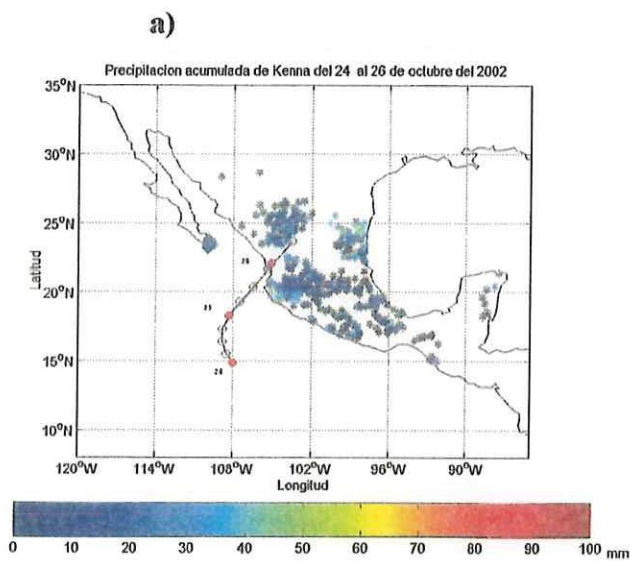 a)
Precipitacion acumulada de Kenna del 24 al 26 de octubre del 2002
35°N
30°N
25°N
20°N
15°N
10°N
Latitud
26
24
120°W 114°W 108°W 102°W 96°W 90°W
Longitud
0 10 20 30 40 50 60 70 80 90 100 mm